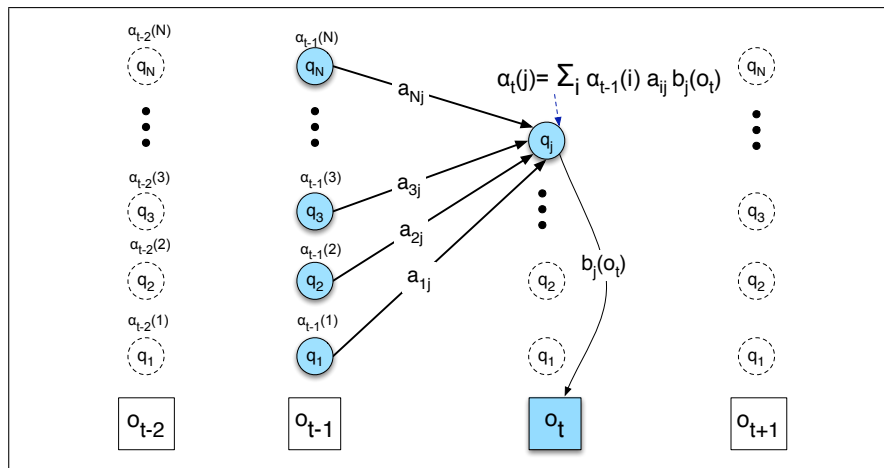 αt-2(N) αt-1(N)
qN qN αt(j)= Σi αt-1(i) aij bj(ot) qN
aNj
qj
αt-2(3) αt-1(3)
q3 q3 a3j q3
αt-2(2) αt-1(2) a2j
q2 q2 a1j q2 bj(ot) q2
αt-2(1) αt-1(1)
q1 q1 q1 q1
ot-2 ot-1 ot ot+1